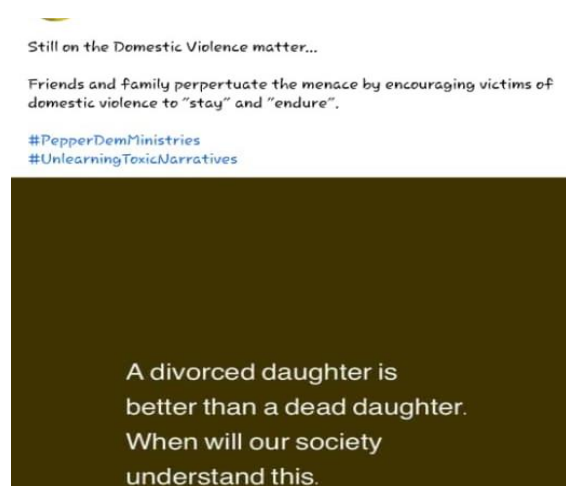 Still on the Domestic Violence matter...
Friends and family perpertuate the menace by encouraging victims of
domestic violence to "stay" and "endure".
#PepperDemMinistries
#UnlearningToxicNarratives
A divorced daughter is
better than a dead daughter.
When will our society
understand this.